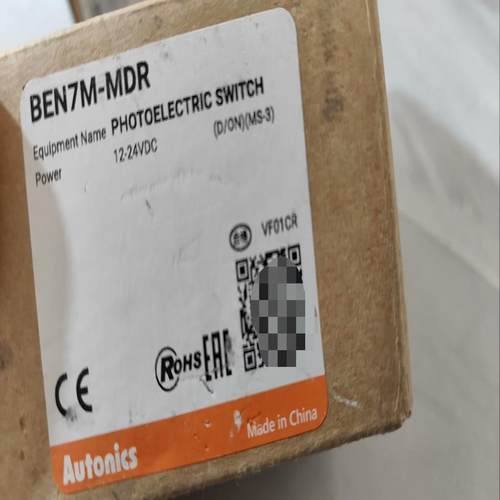 BEN7M-MDR
Equipment Name PHOTOELECTRIC SWITCH
(D/ON)(MS-3)
Power 12-24VDC
VF01CR
CE RoHS EAC
Made in China
Autonics